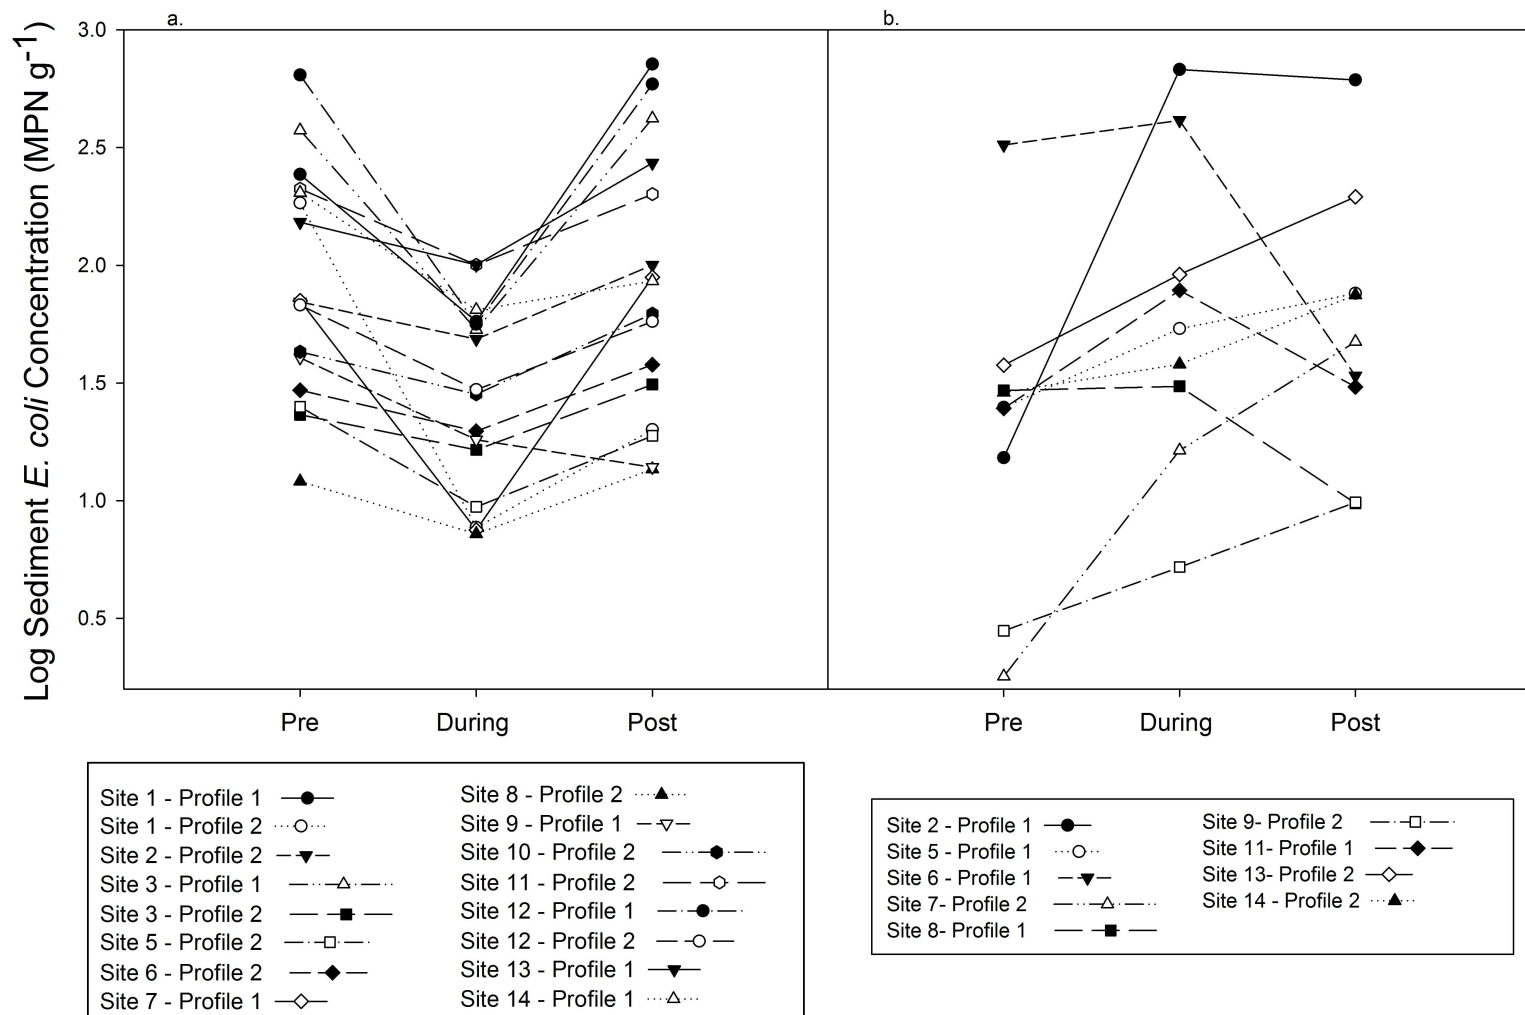 a.
b.
Log Sediment E. coli Concentration (MPN g-1)
3.0
2.5
2.0
1.5
1.0
0.5
Pre
During
Post
Pre
During
Post
Site 1 - Profile 1
Site 1 - Profile 2
Site 2 - Profile 2
Site 3 - Profile 1
Site 3 - Profile 2
Site 5 - Profile 2
Site 6 - Profile 2
Site 7 - Profile 1
Site 8 - Profile 2
Site 9 - Profile 1
Site 10 - Profile 2
Site 11 - Profile 2
Site 12 - Profile 1
Site 12 - Profile 2
Site 13 - Profile 1
Site 14 - Profile 1
Site 2 - Profile 1
Site 5 - Profile 1
Site 6 - Profile 1
Site 7- Profile 2
Site 8- Profile 1
Site 9- Profile 2
Site 11- Profile 1
Site 13- Profile 2
Site 14 - Profile 2